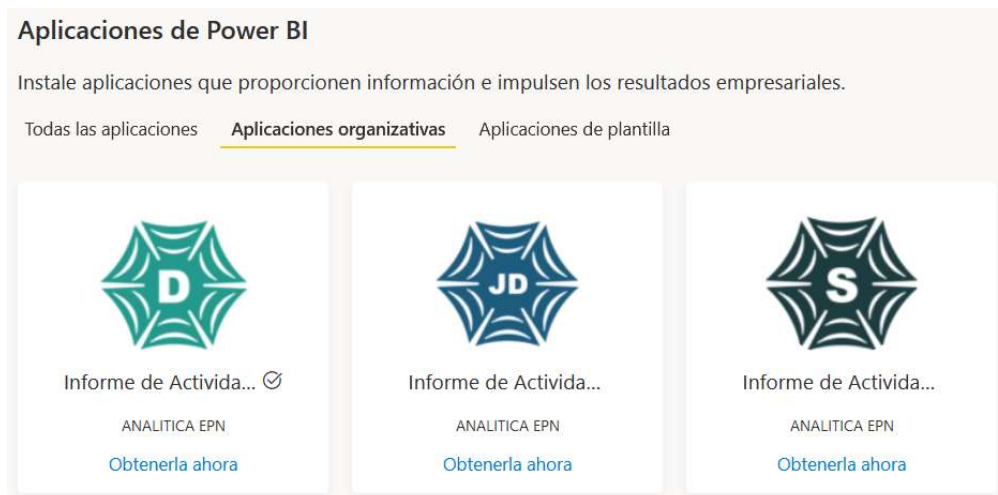 Aplicaciones de Power BI
Instale aplicaciones que proporcionen información e impulsen los resultados empresariales.
Todas las aplicaciones Aplicaciones organizativas Aplicaciones de plantilla
D JD S
Informe de Activida... Informe de Activida... Informe de Activida...
ANALITICA EPN ANALITICA EPN ANALITICA EPN
Obtenerla ahora Obtenerla ahora Obtenerla ahora